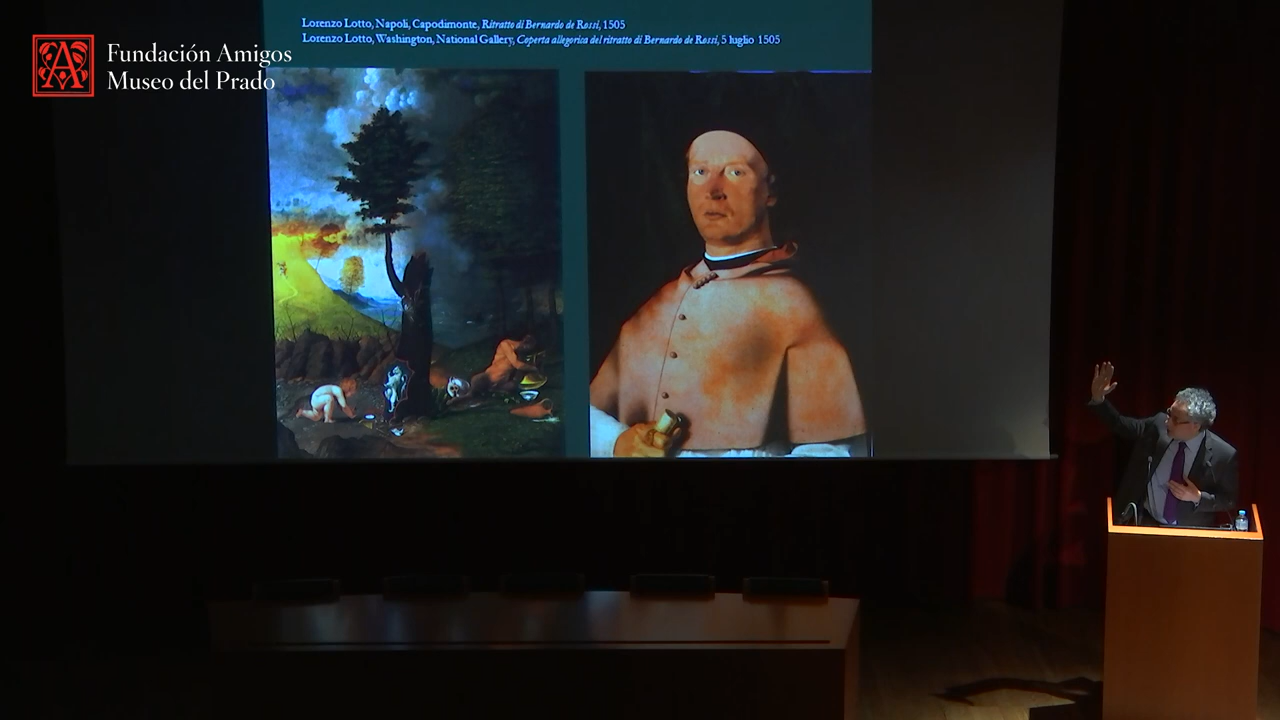 Lorenzo Lotto, Napoli, Capodimonte, Ritratto di Bernardo de Rossi, 1505
Lorenzo Lotto, Washington, National Gallery, Coperta allegorica del ritratto di Bernardo de Rossi, 5 luglio 1505
Fundación Amigos
Museo del Prado